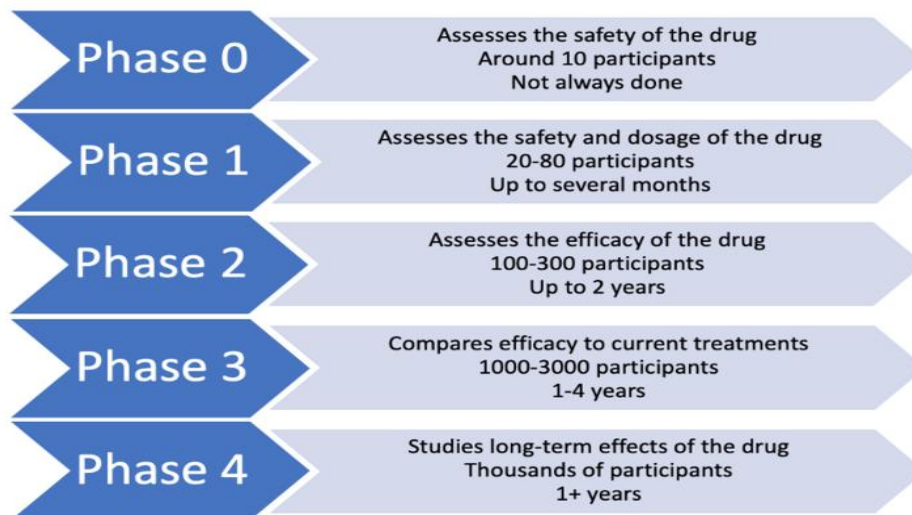 Phase 0
Assesses the safety of the drug
Around 10 participants
Not always done
Phase 1
Assesses the safety and dosage of the drug
20-80 participants
Up to several months
Phase 2
Assesses the efficacy of the drug
100-300 participants
Up to 2 years
Phase 3
Compares efficacy to current treatments
1000-3000 participants
1-4 years
Phase 4
Studies long-term effects of the drug
Thousands of participants
1+ years